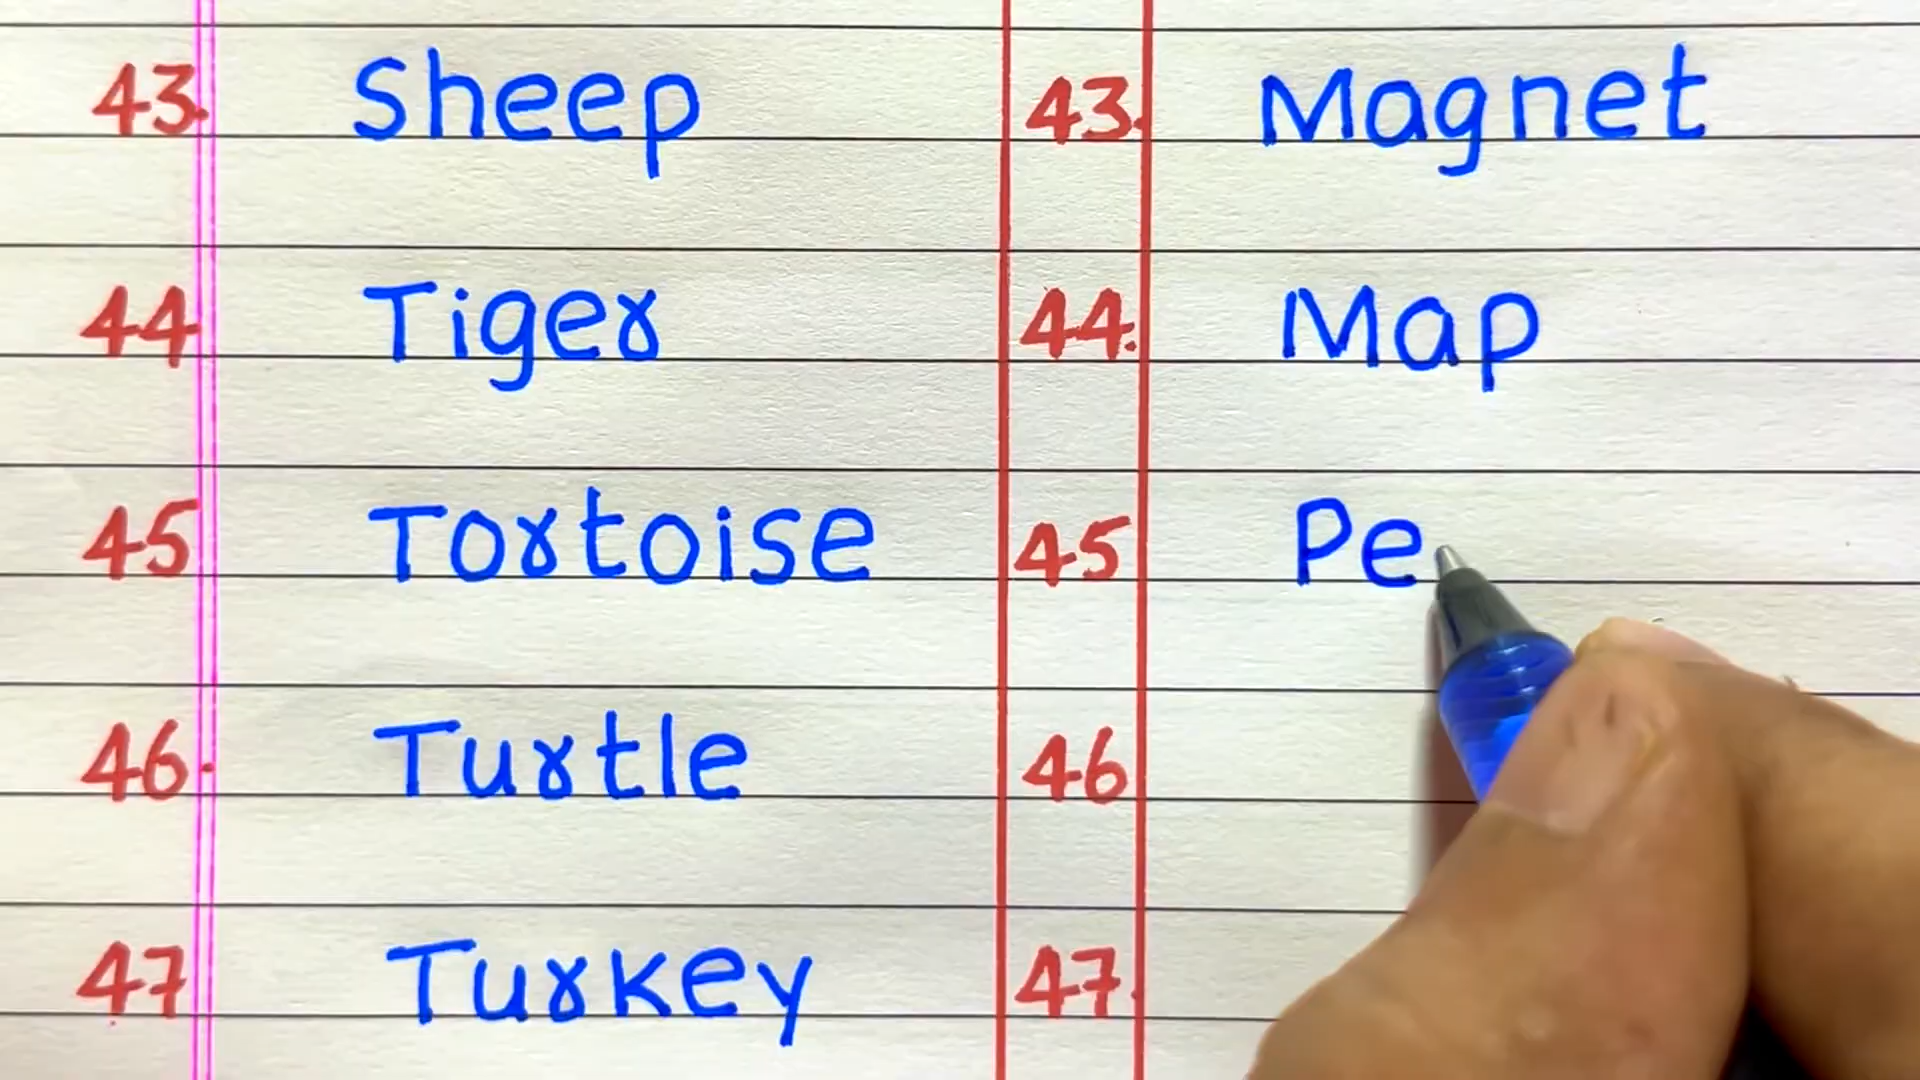 43. Sheep 43. Magnet
44 Tiger 44. Map
45 Tortoise 45 Pe
46. Turtle 46
47 Turkey 47.